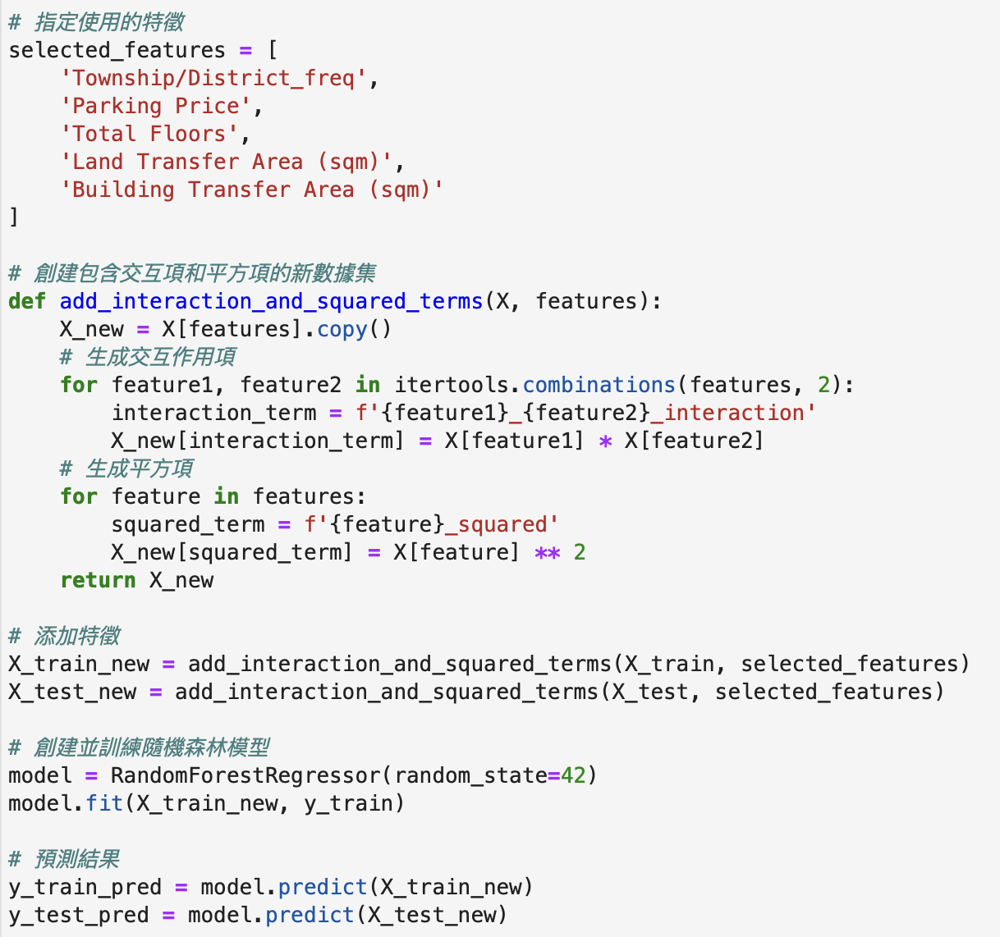 # 指定使用的特徵
selected_features = [
    'Township/District_freq',
    'Parking Price',
    'Total Floors',
    'Land Transfer Area (sqm)',
    'Building Transfer Area (sqm)'
]

# 創建包含交互項和平方項的新數據集
def add_interaction_and_squared_terms(X, features):
    X_new = X[features].copy()
    # 生成交互作用項
    for feature1, feature2 in itertools.combinations(features, 2):
        interaction_term = f'{feature1}_{feature2}_interaction'
        X_new[interaction_term] = X[feature1] * X[feature2]
    # 生成平方項
    for feature in features:
        squared_term = f'{feature}_squared'
        X_new[squared_term] = X[feature] ** 2
    return X_new

# 添加特徵
X_train_new = add_interaction_and_squared_terms(X_train, selected_features)
X_test_new = add_interaction_and_squared_terms(X_test, selected_features)

# 創建並訓練隨機森林模型
model = RandomForestRegressor(random_state=42)
model.fit(X_train_new, y_train)

# 預測結果
y_train_pred = model.predict(X_train_new)
y_test_pred = model.predict(X_test_new)